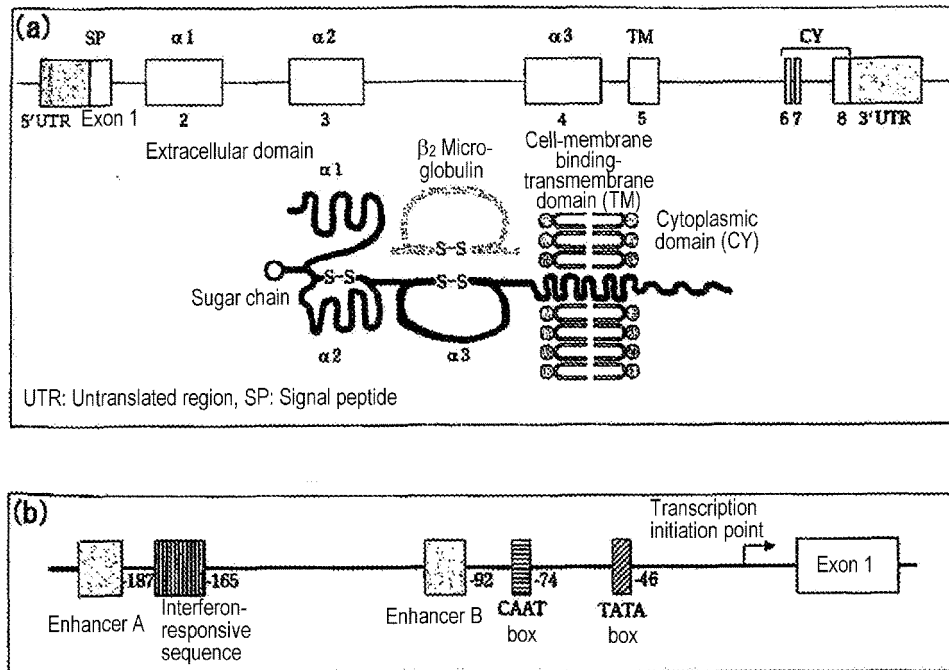 (a)
SP α1 α2 α3 TM CY
5'UTR Exon 1 2 3 4 5 6 7 8 3'UTR
Extracellular domain
α1
β₂ Micro-
globulin
Cell-membrane
binding-
transmembrane
domain (TM)
Cytoplasmic
domain (CY)
S-S
Sugar chain
S-S
S-S
α2
α3
UTR: Untranslated region, SP: Signal peptide
(b)
Transcription
initiation point
Exon 1
-187 -165 -92 -74 -46
Enhancer A
Interferon-
responsive
sequence
Enhancer B
CAAT
box
TATA
box